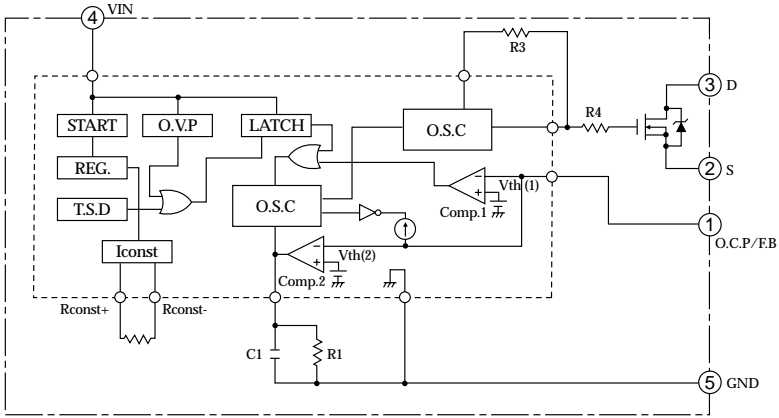 4 VIN
R3
R4
3 D
START
O.V.P
LATCH
O.S.C
REG.
2 S
T.S.D
O.S.C
Vth (1)
Comp.1
1
O.C.P/F.B
Iconst
Vth(2)
Comp.2
Rconst+
Rconst-
C1
R1
5 GND